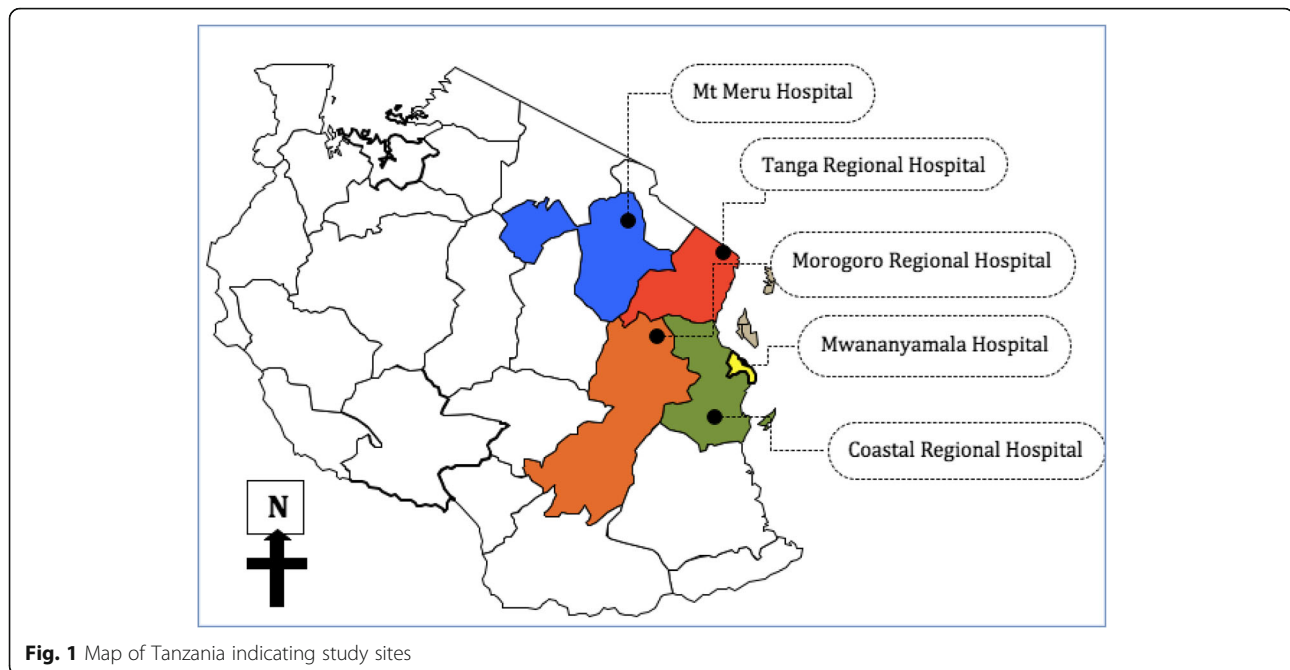 Mt Meru Hospital
Tanga Regional Hospital
Morogoro Regional Hospital
Mwananyamala Hospital
Coastal Regional Hospital
N
Fig. 1 Map of Tanzania indicating study sites